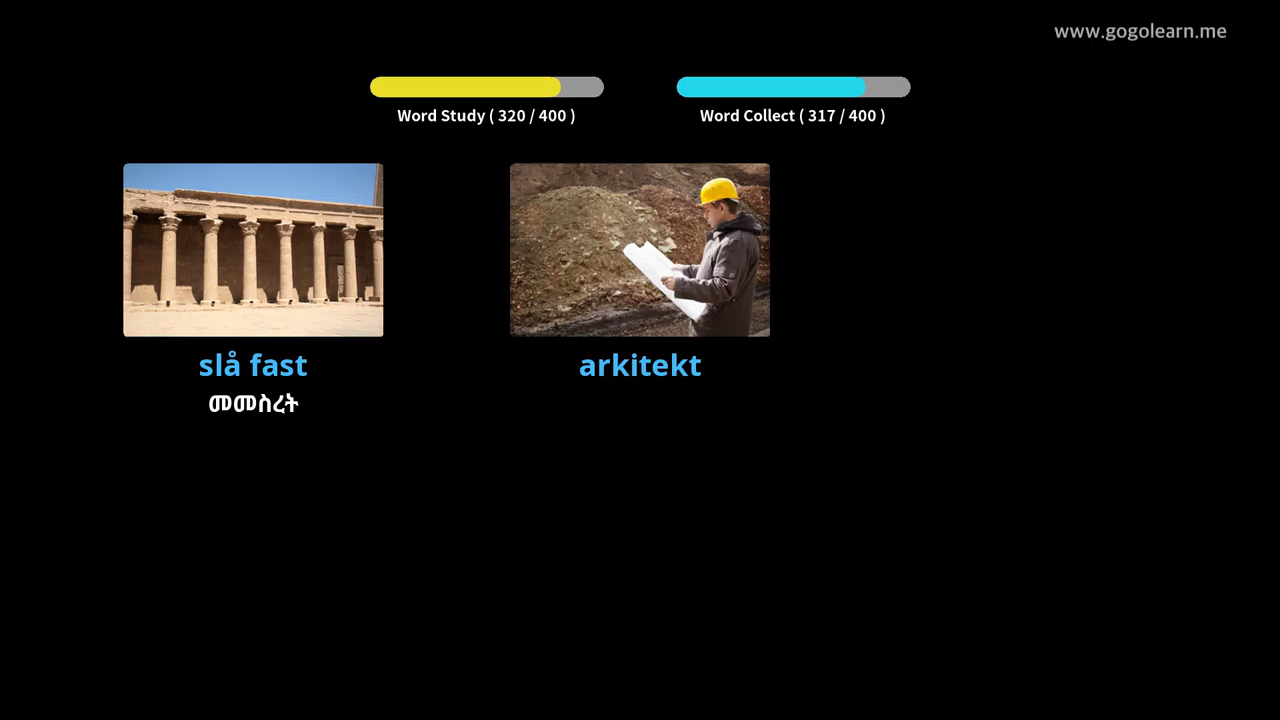 www.gogolearn.me
Word Study ( 320 / 400 )
Word Collect ( 317 / 400 )
slå fast
arkitekt
መመስረት